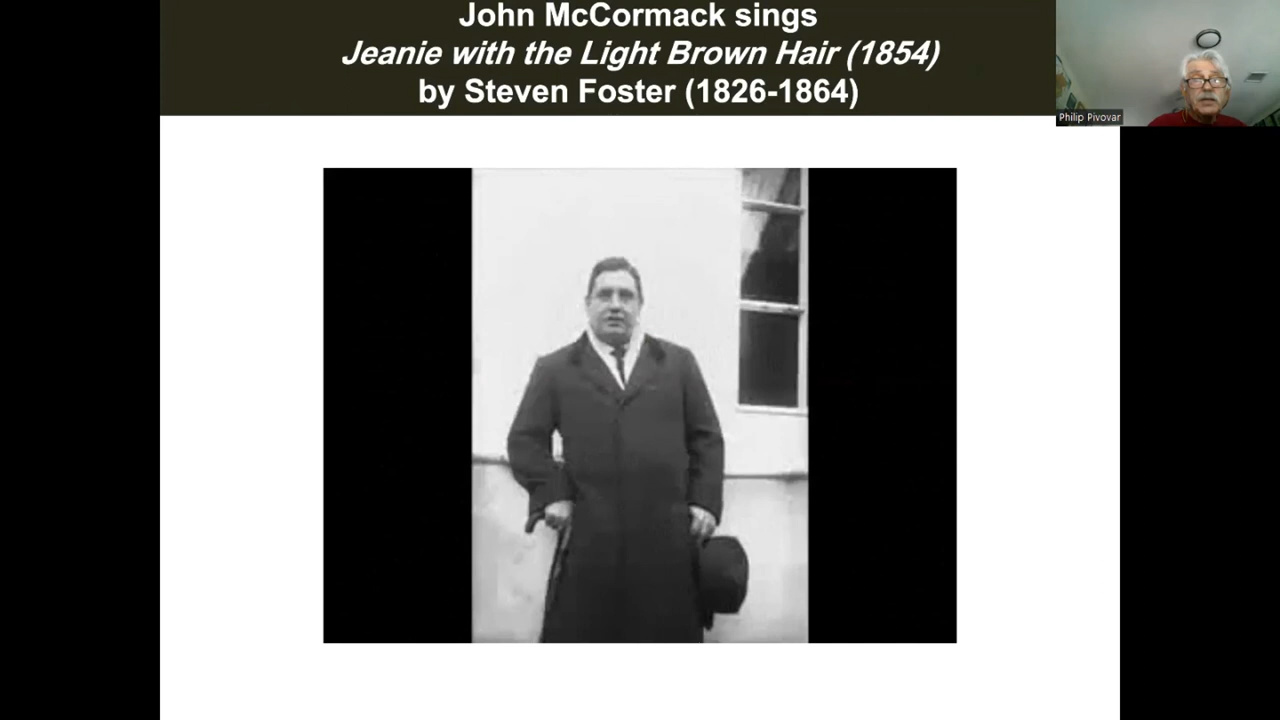 John McCormack sings
Jeanie with the Light Brown Hair (1854)
by Steven Foster (1826-1864)
Philip Pivovar